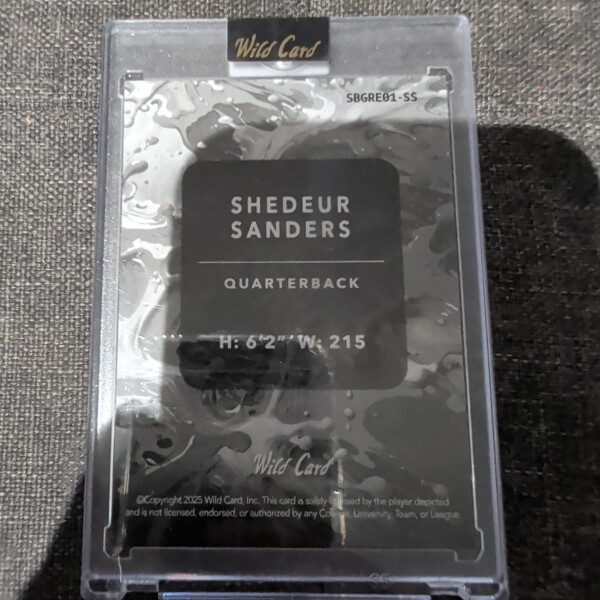 Wild Card
SBGRE01-SS
SHEDEUR
SANDERS
QUARTERBACK
H: 6'2" W: 215
Wild Card
©Copyright 2025 Wild Card, Inc. This card is solely licensed by the player depicted
and is not licensed, endorsed, or authorized by any College, University, Team, or League.